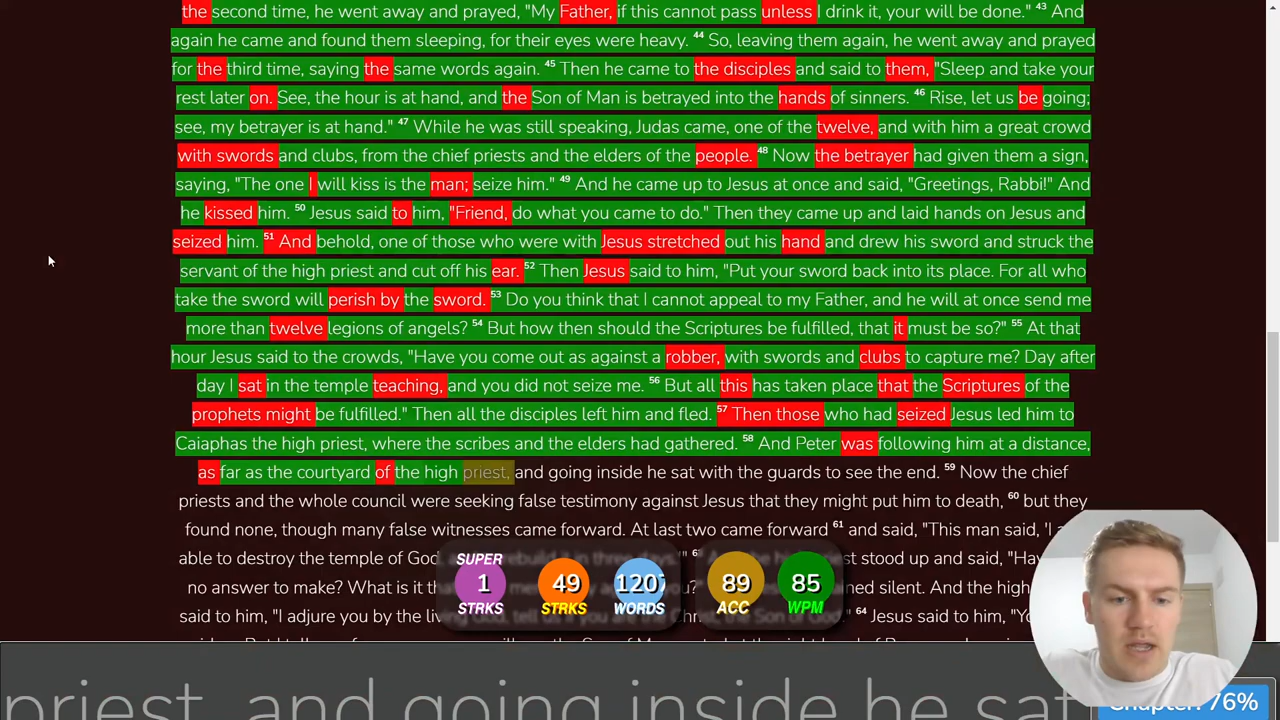 the second time, he went away and prayed, "My Father, if this cannot pass unless I drink it, your will be done." 43 And
again he came and found them sleeping, for their eyes were heavy. 44 So, leaving them again, he went away and prayed
for the third time, saying the same words again. 45 Then he came to the disciples and said to them, "Sleep and take your
rest later on. See, the hour is at hand, and the Son of Man is betrayed into the hands of sinners. 46 Rise, let us be going;
see, my betrayer is at hand." 47 While he was still speaking, Judas came, one of the twelve, and with him a great crowd
with swords and clubs, from the chief priests and the elders of the people. 48 Now the betrayer had given them a sign,
saying, "The one I will kiss is the man; seize him." 49 And he came up to Jesus at once and said, "Greetings, Rabbi!" And
he kissed him. 50 Jesus said to him, "Friend, do what you came to do." Then they came up and laid hands on Jesus and
seized him. 51 And behold, one of those who were with Jesus stretched out his hand and drew his sword and struck the
servant of the high priest and cut off his ear. 52 Then Jesus said to him, "Put your sword back into its place. For all who
take the sword will perish by the sword. 53 Do you think that I cannot appeal to my Father, and he will at once send me
more than twelve legions of angels? 54 But how then should the Scriptures be fulfilled, that it must be so?" 55 At that
hour Jesus said to the crowds, "Have you come out as against a robber, with swords and clubs to capture me? Day after
day I sat in the temple teaching, and you did not seize me. 56 But all this has taken place that the Scriptures of the
prophets might be fulfilled." Then all the disciples left him and fled. 57 Then those who had seized Jesus led him to
Caiaphas the high priest, where the scribes and the elders had gathered. 58 And Peter was following him at a distance,
as far as the courtyard of the high priest, and going inside he sat with the guards to see the end. 59 Now the chief
priests and the whole council were seeking false testimony against Jesus that they might put him to death, 60 but they
found none, though many false witnesses came forward. At last two came forward 61 and said, "This man said, 'I
able to destroy the temple of God, stood up and said,
no answer to make? What is it remained silent. And the high
said to him, "I adjure you by the 64 Jesus said to him,
SUPER
1 49 1207 89 85
STRKS STRKS WORDS ACC WPM
priest, and going inside he sat
Chapter: 76%